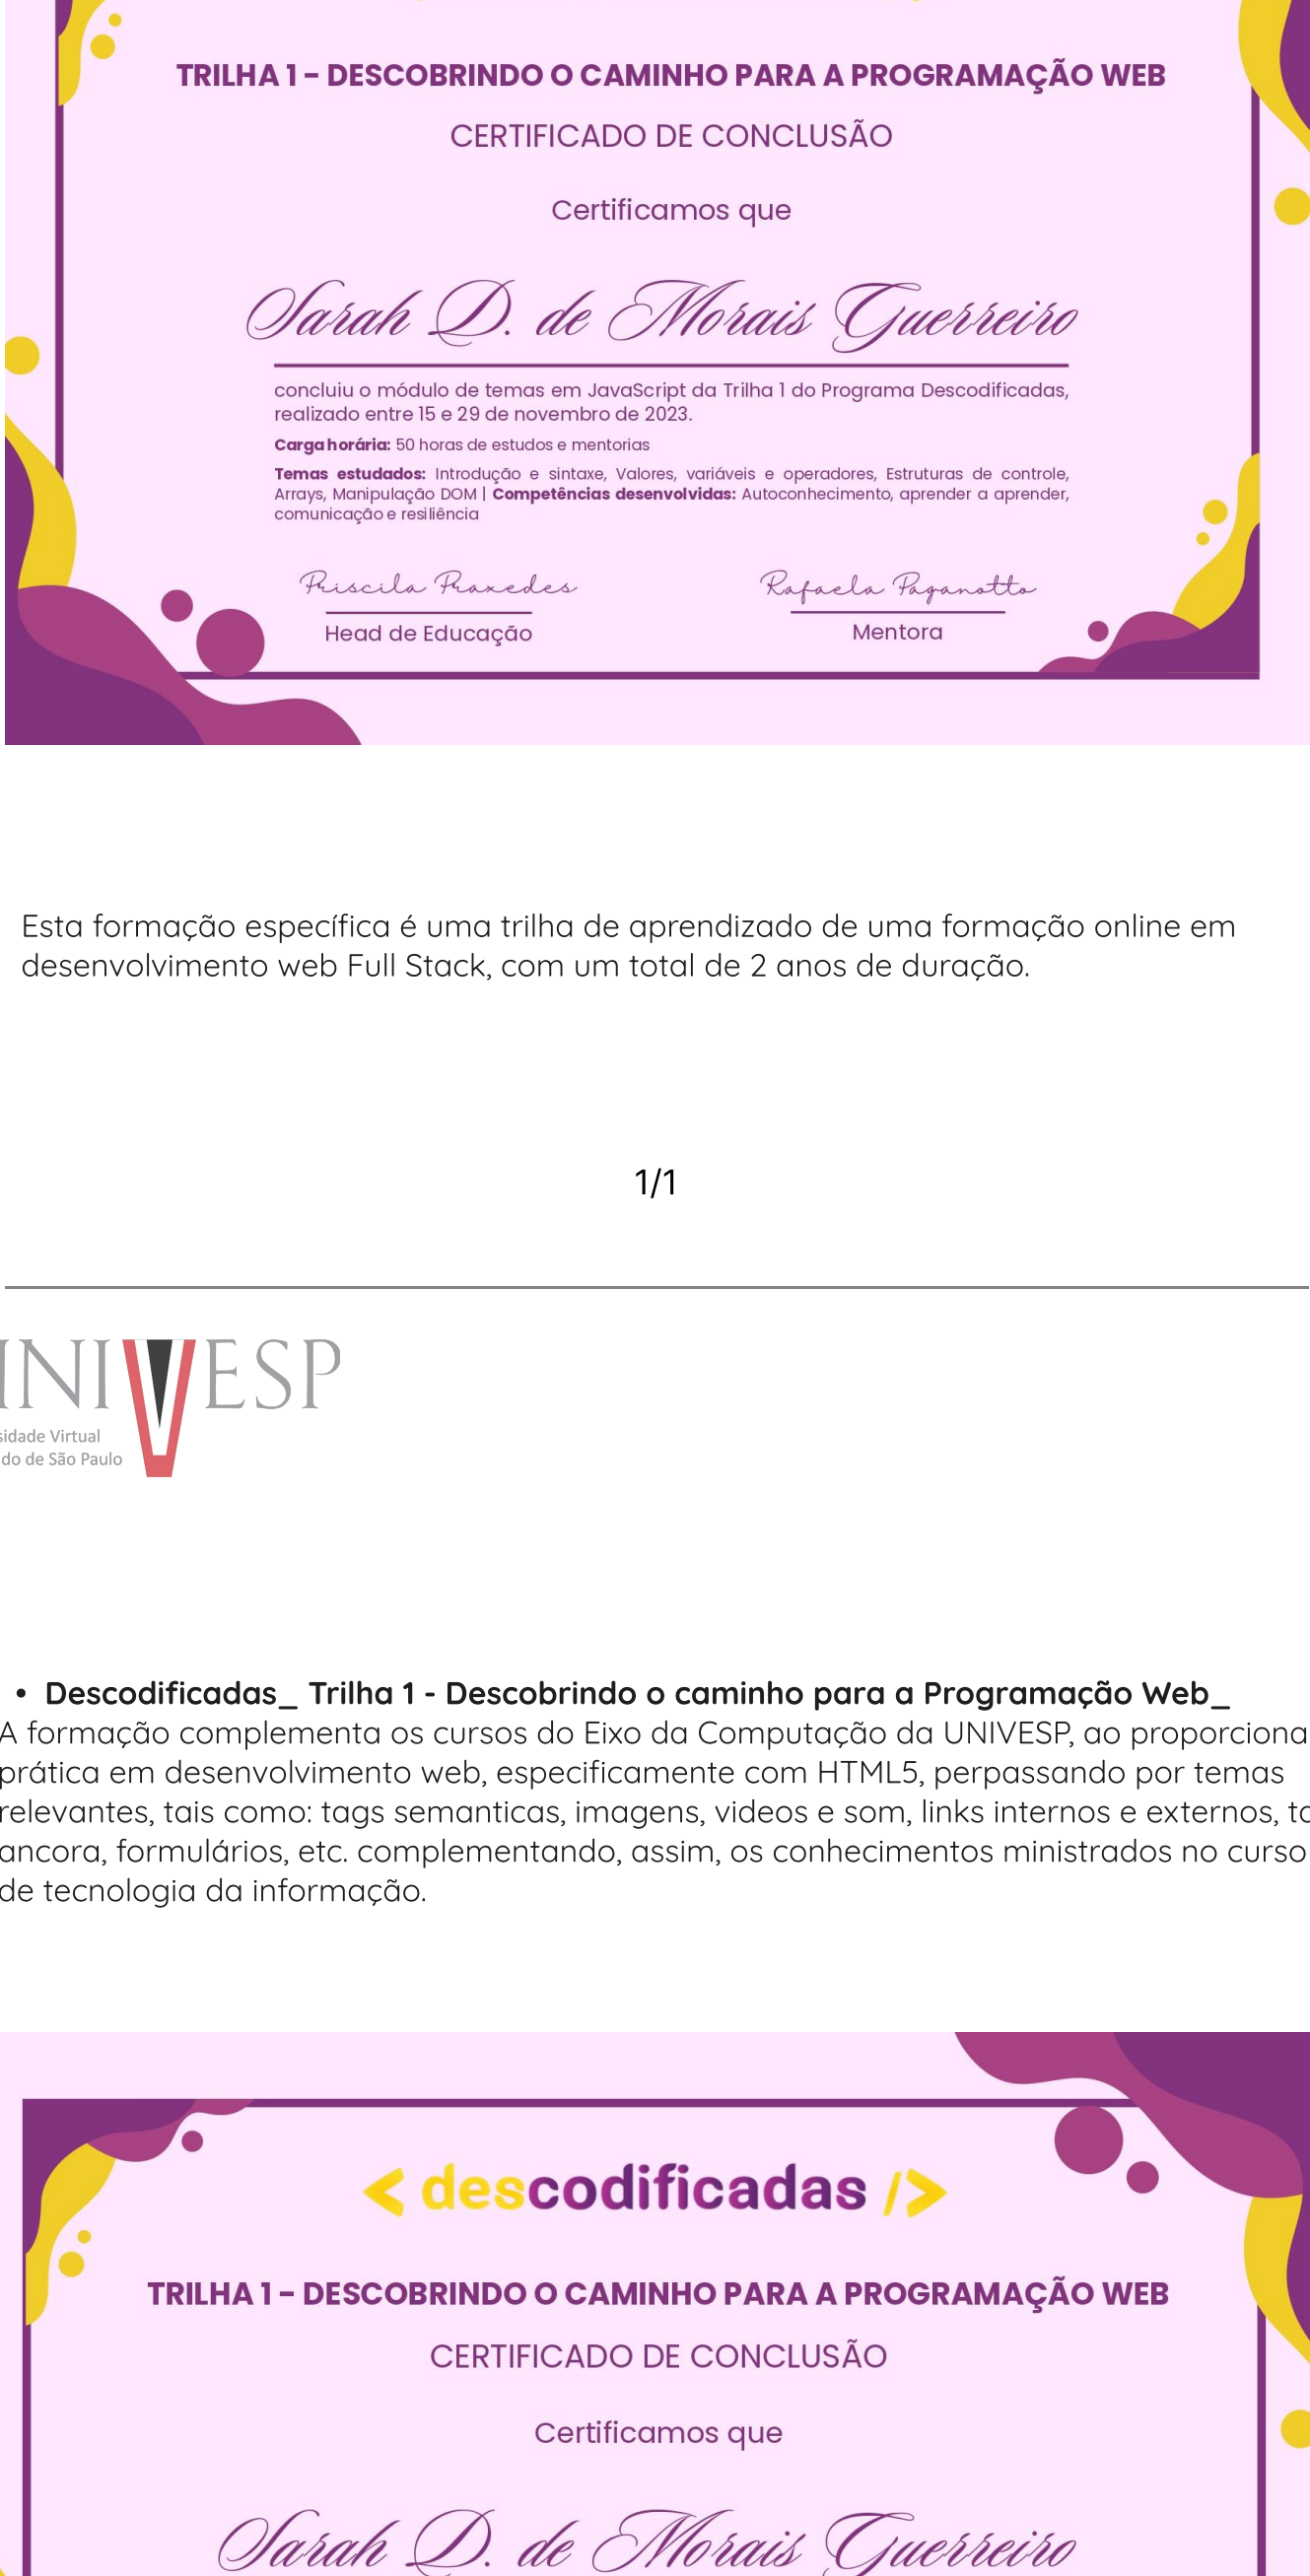 TRILHA 1 - DESCOBRINDO O CAMINHO PARA A PROGRAMAÇÃO WEB
CERTIFICADO DE CONCLUSÃO
Certificamos que
Sarah D. de Morais Guerreiro
concluiu o módulo de temas em JavaScript da Trilha 1 do Programa Descodificadas,
realizado entre 15 e 29 de novembro de 2023.
Carga horária: 50 horas de estudos e mentorias
Temas estudados: Introdução e sintaxe, Valores, variáveis e operadores, Estruturas de controle,
Arrays, Manipulação DOM | Competências desenvolvidas: Autoconhecimento, aprender a aprender,
comunicação e resiliência
Priscila Praxedes Rafaela Paganotto
Head de Educação Mentora
Esta formação específica é uma trilha de aprendizado de uma formação online em
desenvolvimento web Full Stack, com um total de 2 anos de duração.
1/1
NIVESP
sidade Virtual
do de São Paulo
• Descodificadas_ Trilha 1 - Descobrindo o caminho para a Programação Web_
A formação complementa os cursos do Eixo da Computação da UNIVESP, ao proporciona
prática em desenvolvimento web, especificamente com HTML5, perpassando por temas
relevantes, tais como: tags semanticas, imagens, videos e som, links internos e externos,
ancora, formulários, etc. complementando, assim, os conhecimentos ministrados no curso
de tecnologia da informação.
< descodificadas />
TRILHA 1 - DESCOBRINDO O CAMINHO PARA A PROGRAMAÇÃO WEB
CERTIFICADO DE CONCLUSÃO
Certificamos que
Sarah D. de Morais Guerreiro